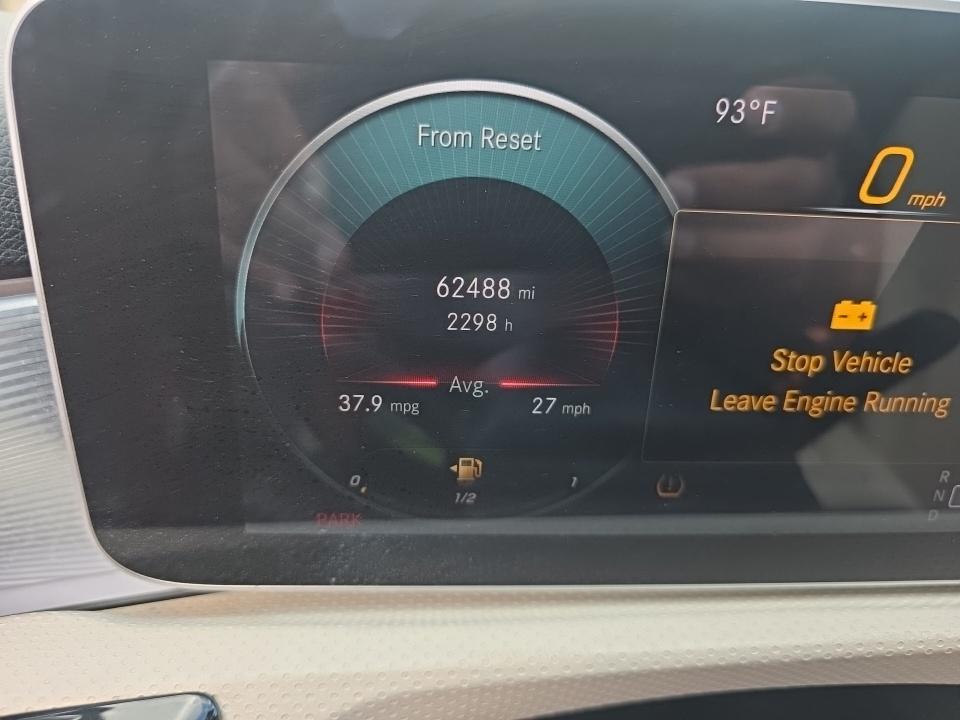 From Reset
93°F
0 mph
62488 mi
2298 h
- +
Stop Vehicle
Leave Engine Running
Avg.
37.9 mpg 27 mph
0 1/2 1
PARK
R
N
D